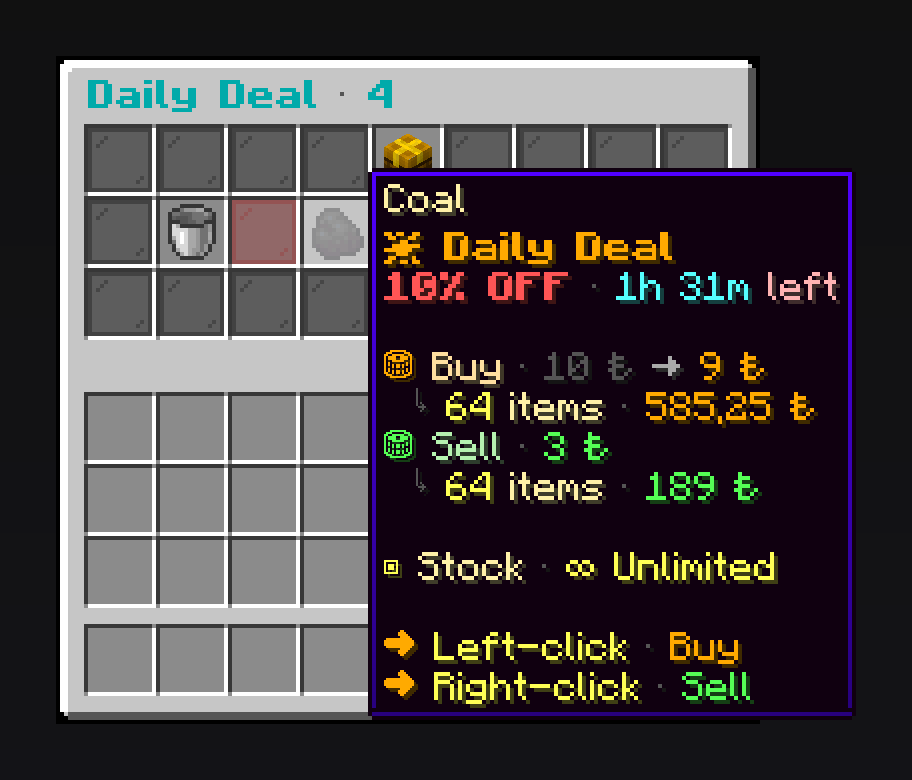 Daily Deal · 4
Coal
Daily Deal
10% OFF · 1h 31m left
Buy · 10 ₺ → 9 ₺
↳ 64 items · 585,25 ₺
Sell · 3 ₺
↳ 64 items · 189 ₺
Stock · ∞ Unlimited
→ Left-click · Buy
→ Right-click · Sell